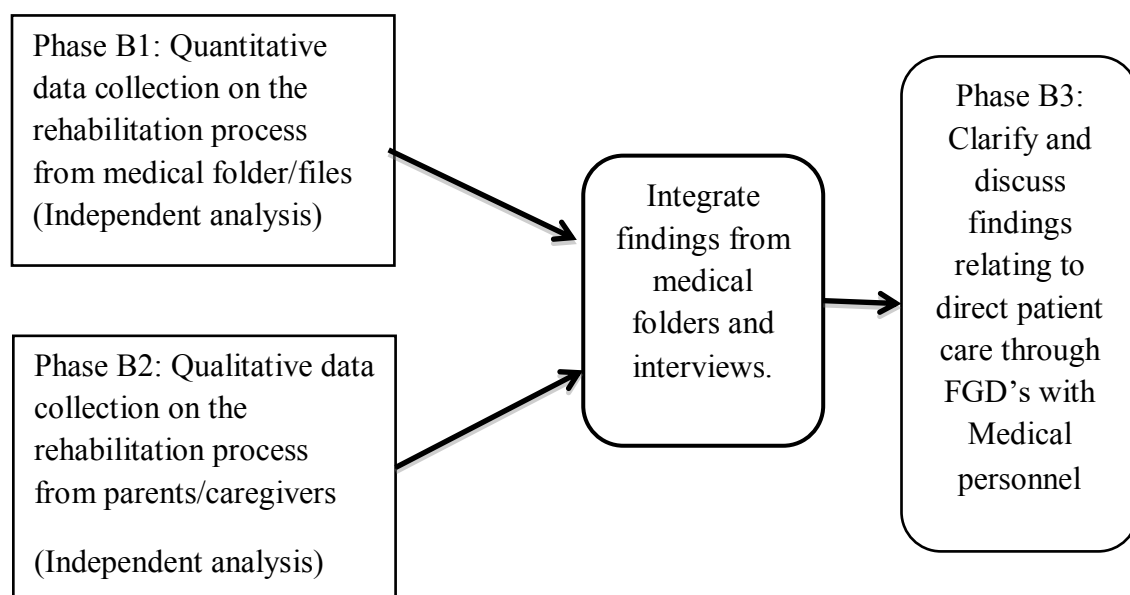 Phase B1: Quantitative
data collection on the
rehabilitation process
from medical folder/files
(Independent analysis)
Phase B2: Qualitative data
collection on the
rehabilitation process
from parents/caregivers
(Independent analysis)
Integrate
findings from
medical
folders and
interviews.
Phase B3:
Clarify and
discuss
findings
relating to
direct patient
care through
FGD’s with
Medical
personnel